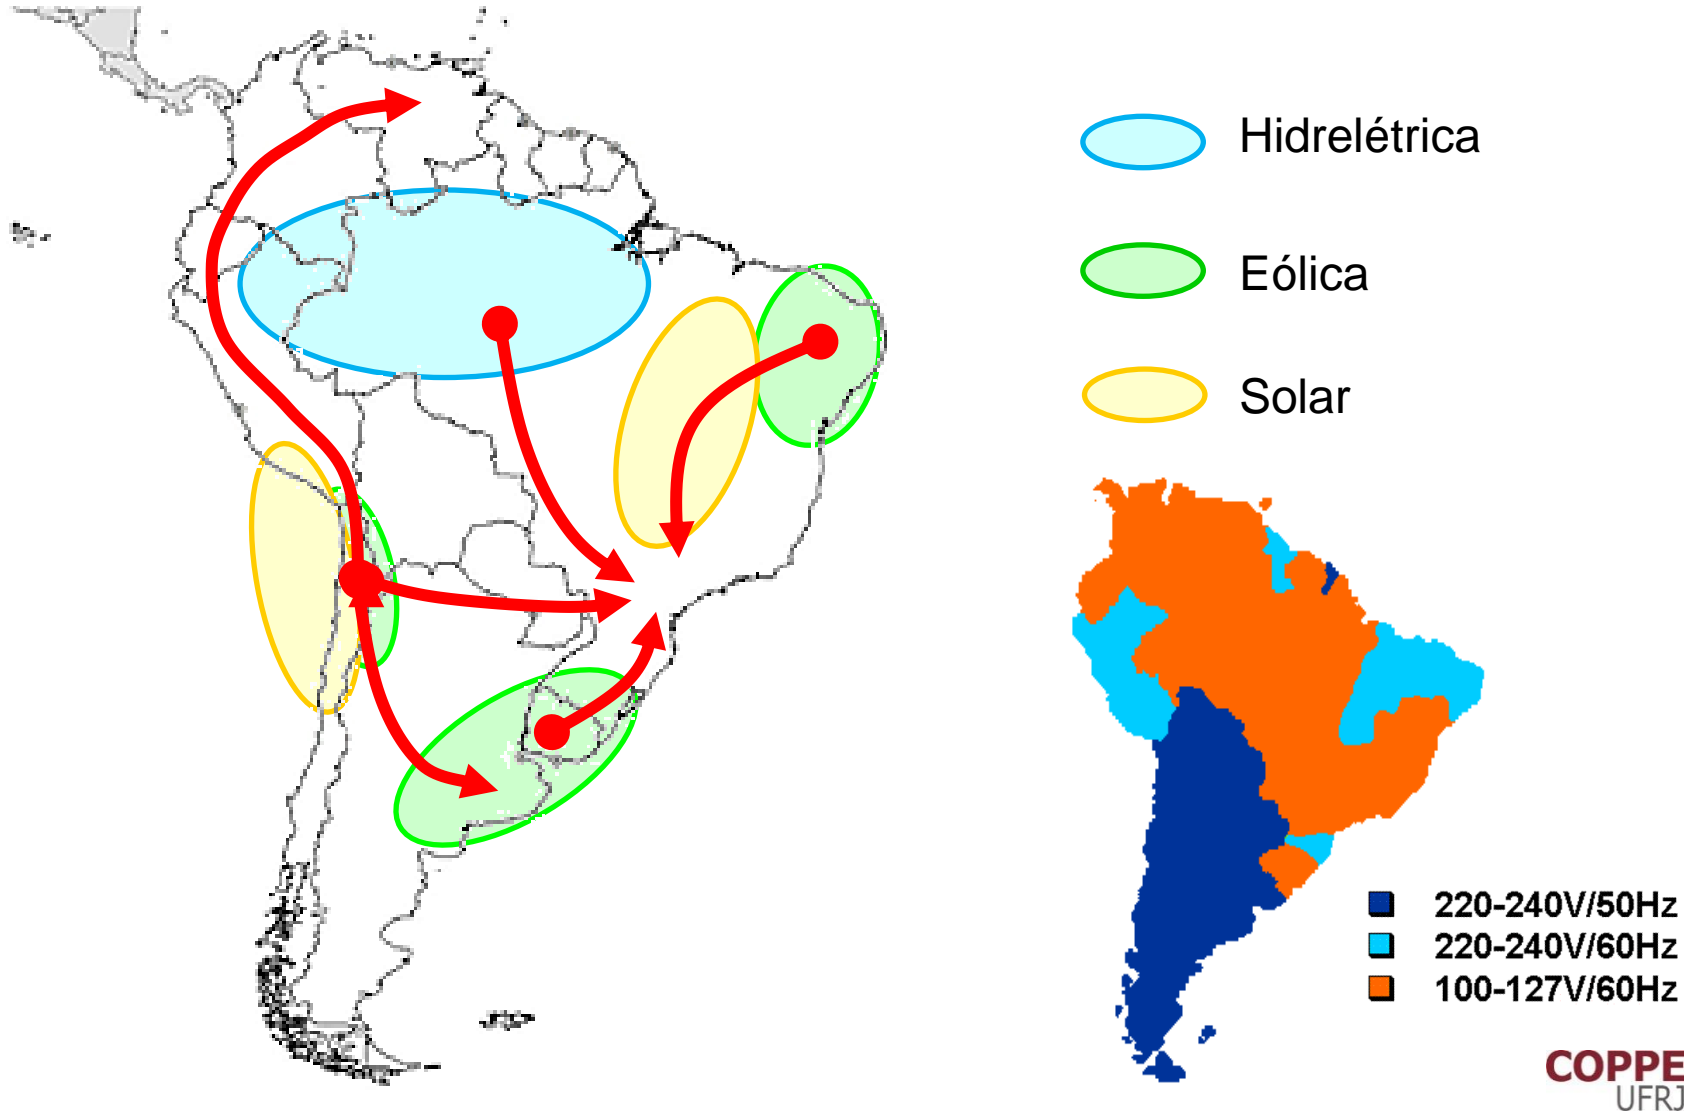 Hidrelétrica
Eólica
Solar
220-240V/50Hz
220-240V/60Hz
100-127V/60Hz
COPPE
UFRJ